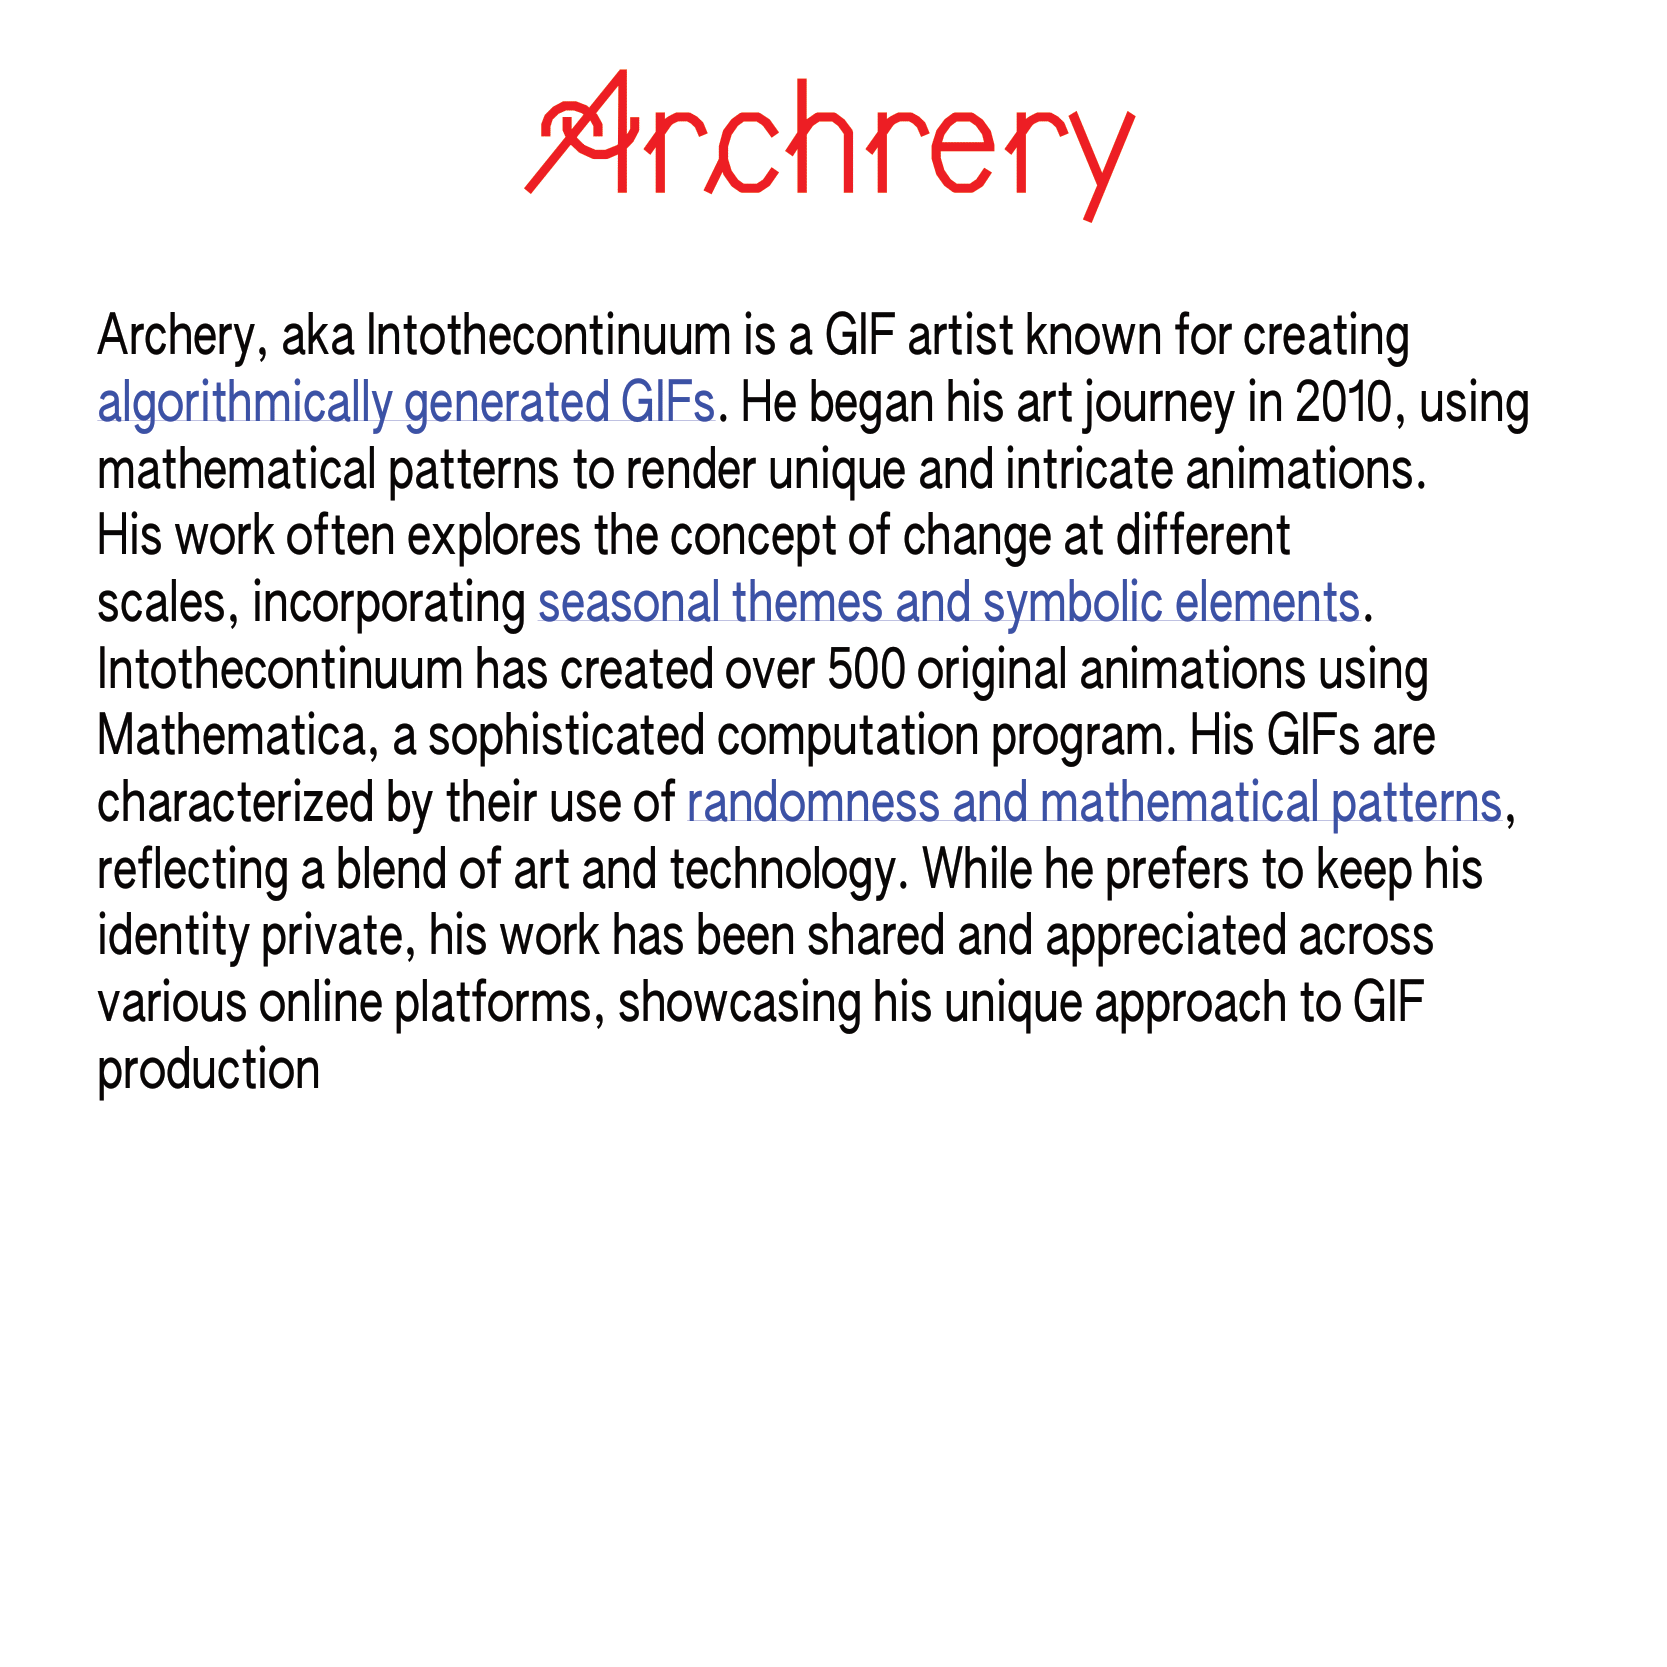 Archrery
Archery, aka Intothecontinuum is a GIF artist known for creating
algorithmically generated GIFs. He began his art journey in 2010, using
mathematical patterns to render unique and intricate animations.
His work often explores the concept of change at different
scales, incorporating seasonal themes and symbolic elements.
Intothecontinuum has created over 500 original animations using
Mathematica, a sophisticated computation program. His GIFs are
characterized by their use of randomness and mathematical patterns,
reflecting a blend of art and technology. While he prefers to keep his
identity private, his work has been shared and appreciated across
various online platforms, showcasing his unique approach to GIF
production